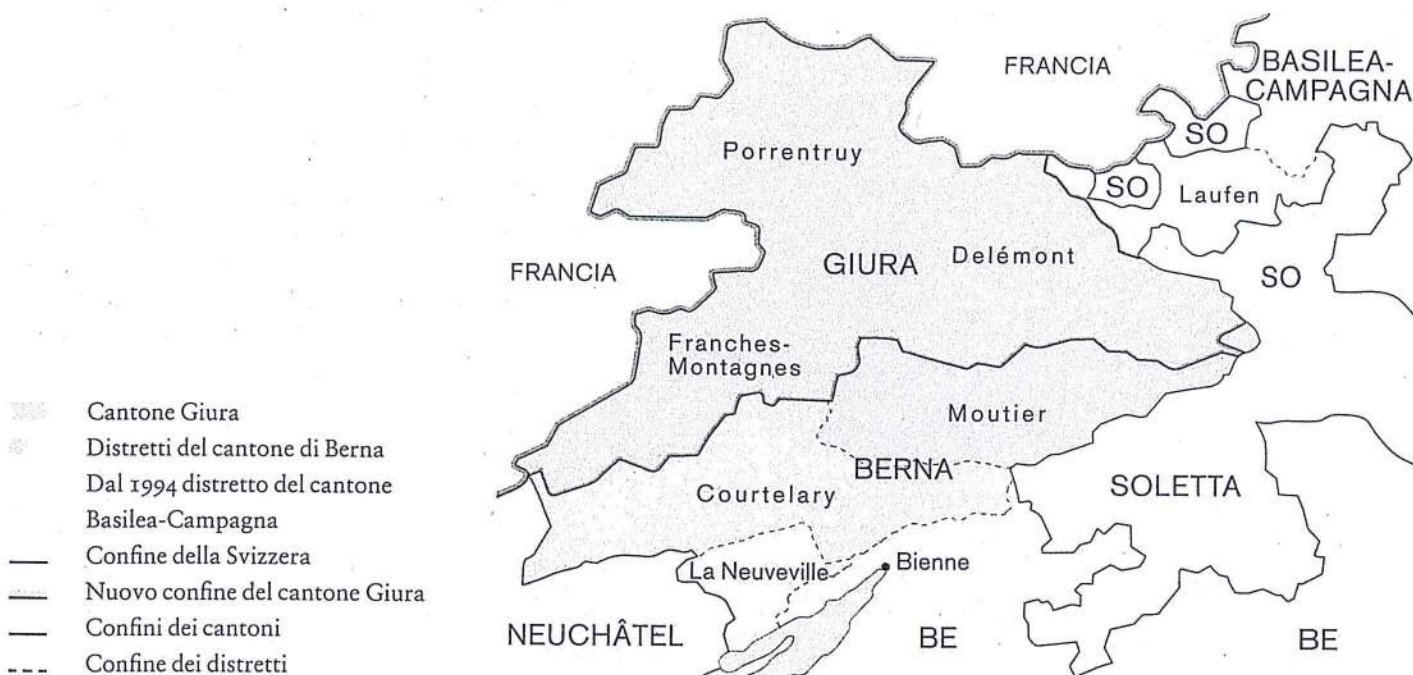 FRANCIA
BASILEA-
CAMPAGNA
SO
Porrentruy
SO
Laufen
FRANCIA
GIURA
Delémont
SO
Franches-
Montagnes
Moutier
BERNA
Courtelary
SOLETTA
La Neuveville
Bienne
NEUCHÂTEL
BE
BE
Cantone Giura
Distretti del cantone di Berna
Dal 1994 distretto del cantone
Basilea-Campagna
Confine della Svizzera
Nuovo confine del cantone Giura
Confini dei cantoni
Confine dei distretti